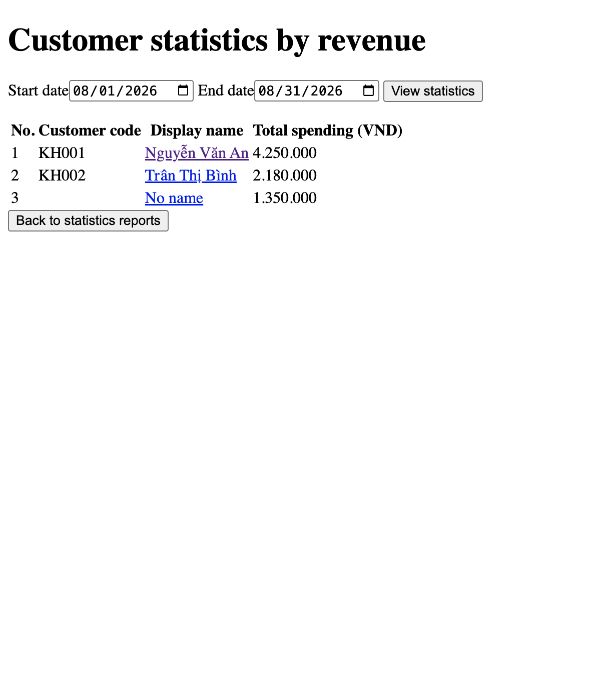 Customer statistics by revenue
Start date 08/01/2026 End date 08/31/2026 View statistics
No. Customer code Display name Total spending (VND)
1 KH001 Nguyễn Văn An 4.250.000
2 KH002 Trân Thị Bình 2.180.000
3 No name 1.350.000
Back to statistics reports